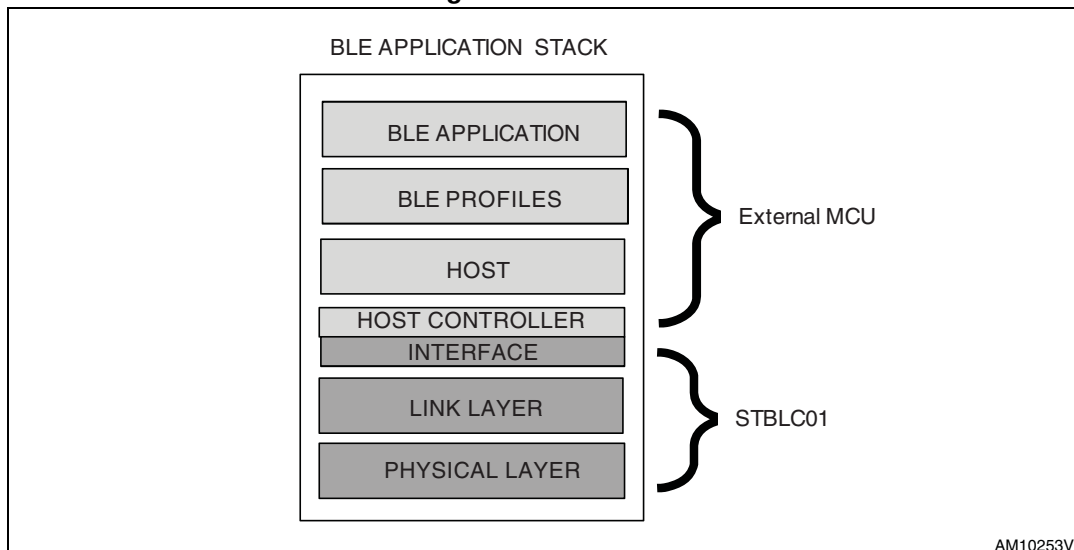 BLE APPLICATION STACK
BLE APPLICATION
BLE PROFILES
HOST
HOST CONTROLLER
INTERFACE
LINK LAYER
PHYSICAL LAYER
External MCU
STBLC01
AM10253V